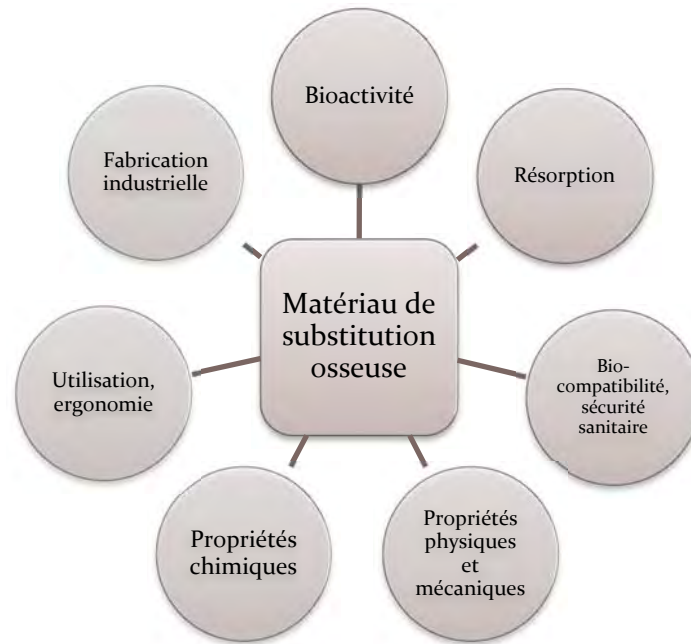 Bioactivité
Fabrication
industrielle
Résorption
Matériau de
substitution
osseuse
Utilisation,
ergonomie
Bio-
compatibilité,
sécurité
sanitaire
Propriétés
chimiques
Propriétés
physiques
et
mécaniques